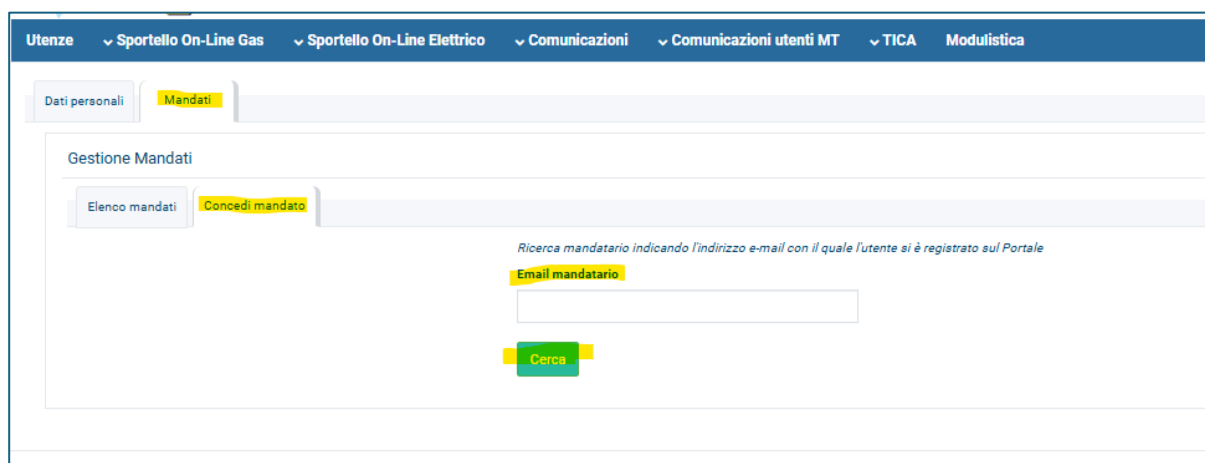 Utenze Sportello On-Line Gas Sportello On-Line Elettrico Comunicazioni Comunicazioni utenti MT TICA Modulistica
Dati personali Mandati
Gestione Mandati
Elenco mandati Concedi mandato
Ricerca mandatario indicando l'indirizzo e-mail con il quale l'utente si è registrato sul Portale
Email mandatario
Cerca